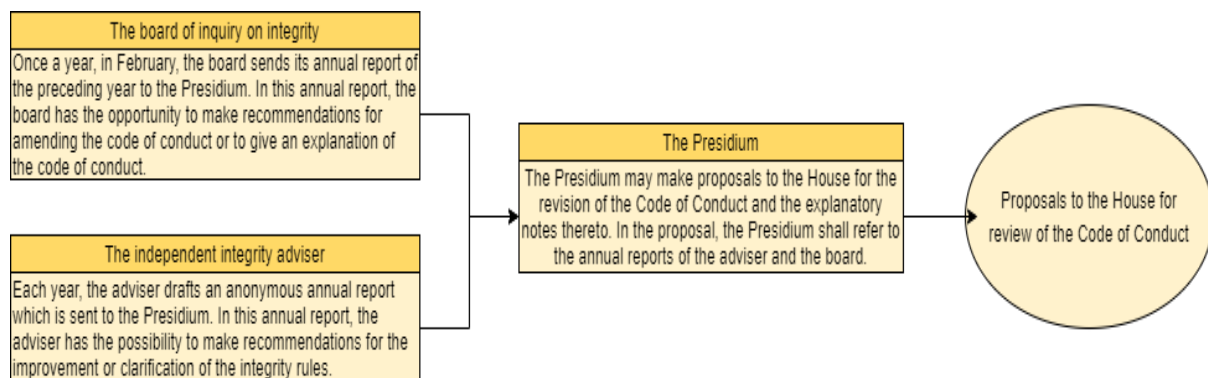 The board of inquiry on integrity
Once a year, in February, the board sends its annual report of
the preceding year to the Presidium. In this annual report, the
board has the opportunity to make recommendations for
amending the code of conduct or to give an explanation of
the code of conduct.
The independent integrity adviser
Each year, the adviser drafts an anonymous annual report
which is sent to the Presidium. In this annual report, the
adviser has the possibility to make recommendations for the
improvement or clarification of the integrity rules.
The Presidium
The Presidium may make proposals to the House for the
revision of the Code of Conduct and the explanatory
notes thereto. In the proposal, the Presidium shall refer to
the annual reports of the adviser and the board.
Proposals to the House for
review of the Code of Conduct